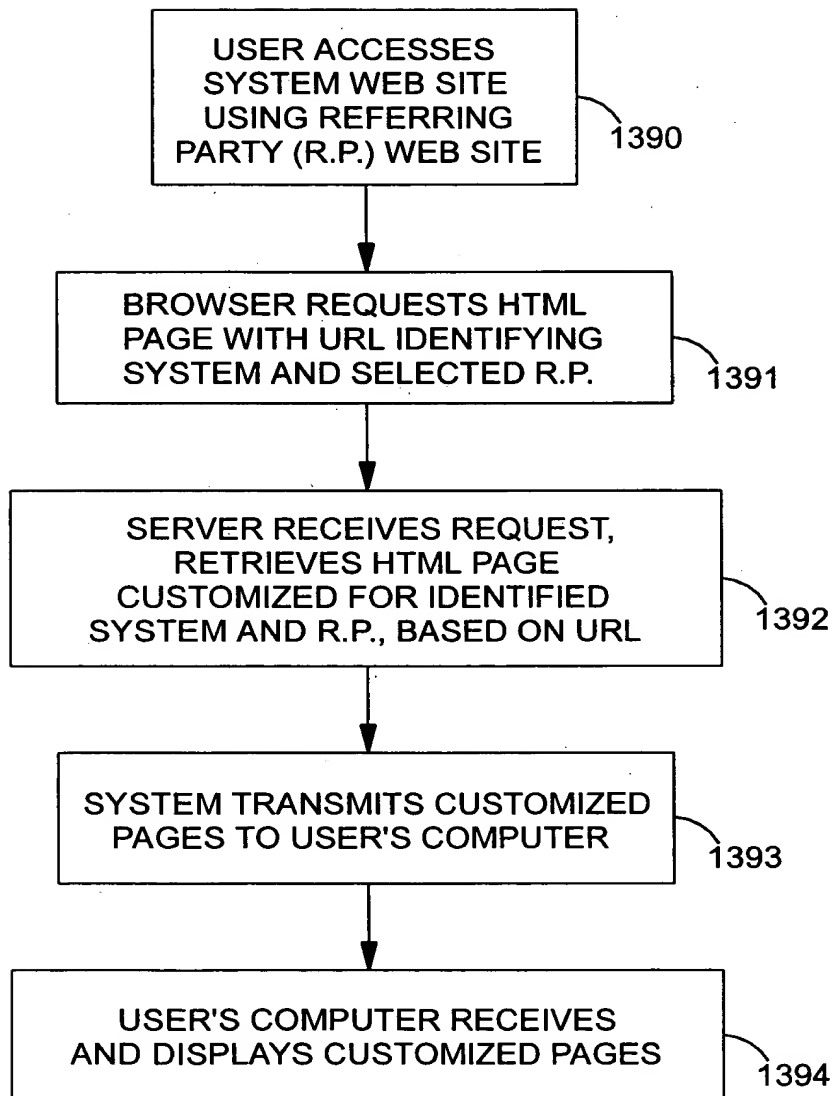 USER ACCESSES
SYSTEM WEB SITE
USING REFERRING
PARTY (R.P.) WEB SITE
1390
BROWSER REQUESTS HTML
PAGE WITH URL IDENTIFYING
SYSTEM AND SELECTED R.P.
1391
SERVER RECEIVES REQUEST,
RETRIEVES HTML PAGE
CUSTOMIZED FOR IDENTIFIED
SYSTEM AND R.P., BASED ON URL
1392
SYSTEM TRANSMITS CUSTOMIZED
PAGES TO USER'S COMPUTER
1393
USER'S COMPUTER RECEIVES
AND DISPLAYS CUSTOMIZED PAGES
1394